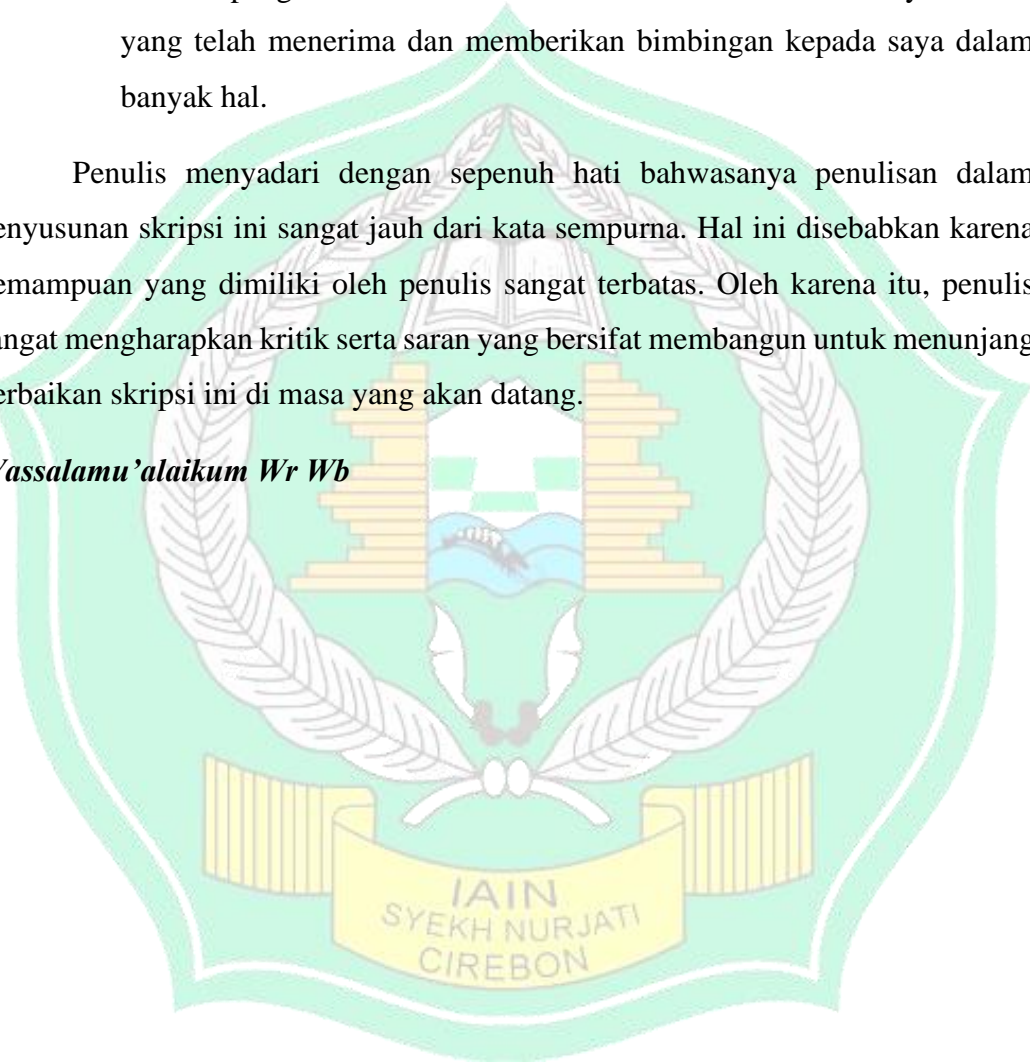 yang telah menerima dan memberikan bimbingan kepada saya dalam
banyak hal.
Penulis menyadari dengan sepenuh hati bahwasanya penulisan dalam
enyusunan skripsi ini sangat jauh dari kata sempurna. Hal ini disebabkan karena
emampuan yang dimiliki oleh penulis sangat terbatas. Oleh karena itu, penulis
angat mengharapkan kritik serta saran yang bersifat membangun untuk menunjang
erbaikan skripsi ini di masa yang akan datang.
Vassalamu’alaikum Wr Wb
IAIN
SYEKH NURJATI
CIREBON